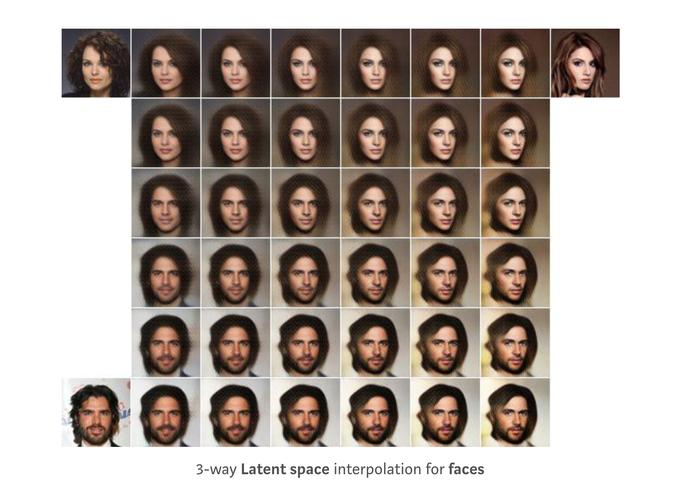 3-way Latent space interpolation for faces